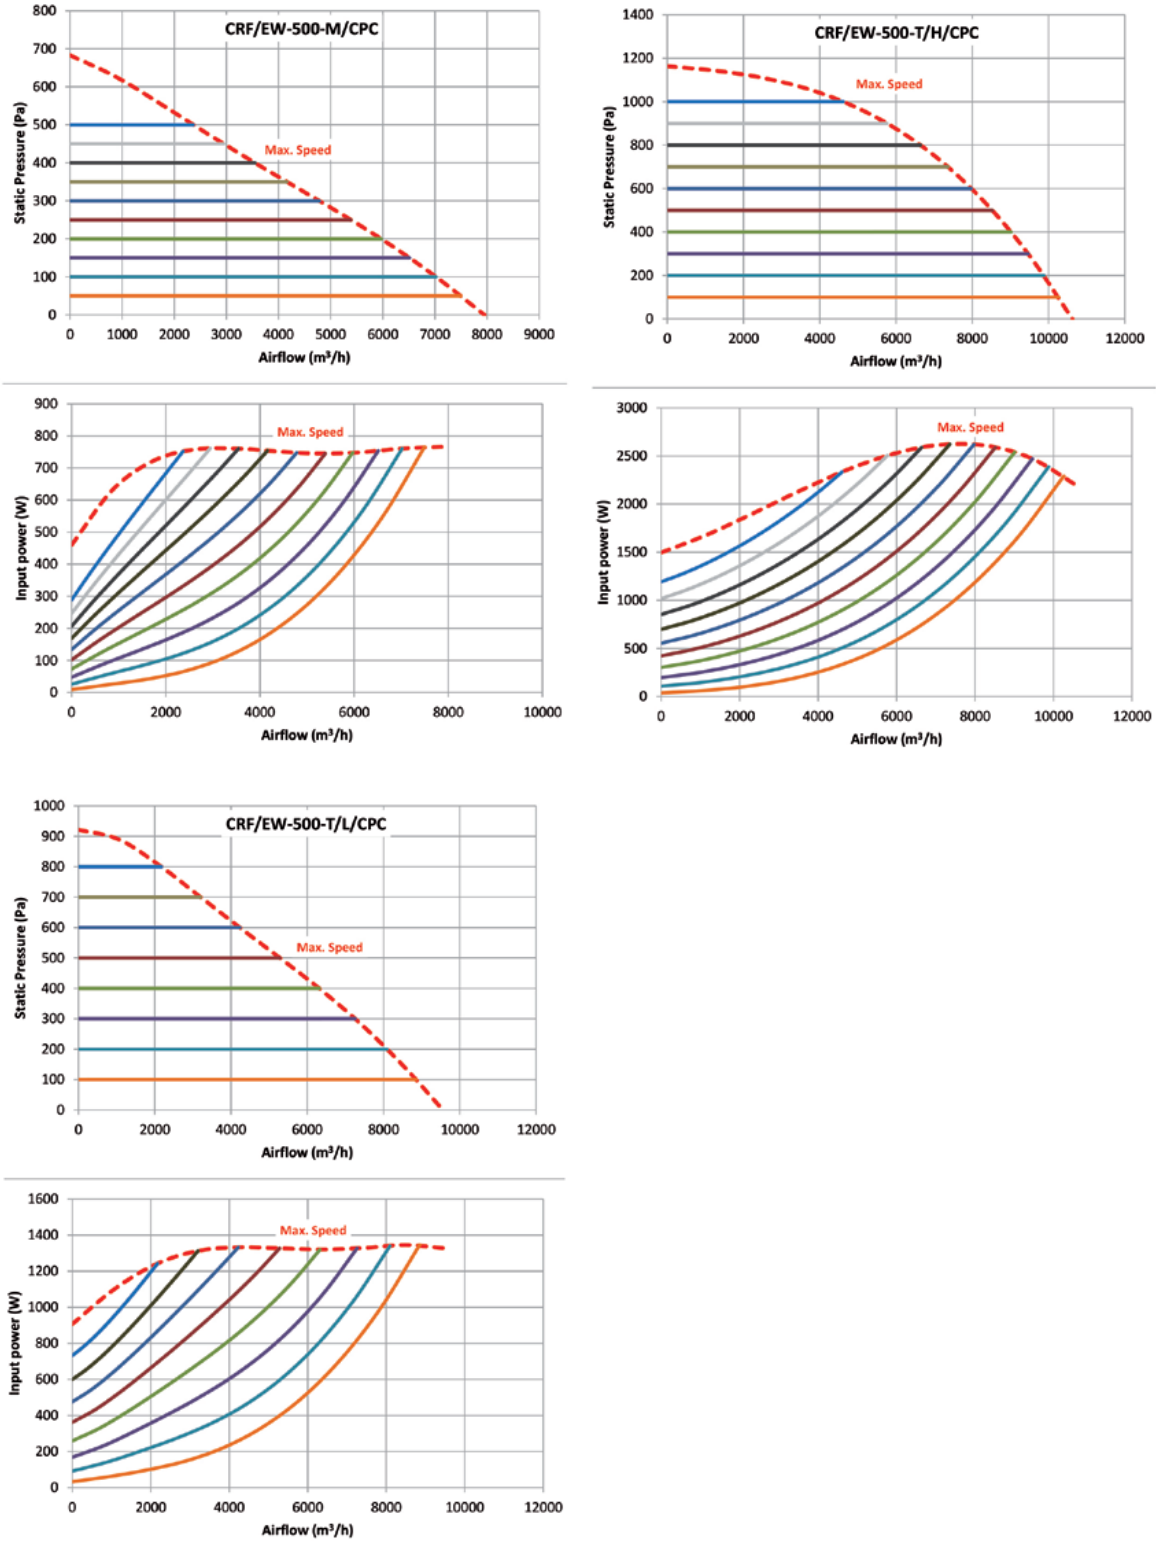 CRF/EW-500-M/CPC
800
700
600
500
400
300
200
100
0
Static Pressure (Pa)
Max. Speed
0 1000 2000 3000 4000 5000 6000 7000 8000 9000
Airflow (m³/h)
CRF/EW-500-T/H/CPC
1400
1200
1000
800
600
400
200
0
Static Pressure (Pa)
Max. Speed
0 2000 4000 6000 8000 10000 12000
Airflow (m³/h)
900
800
700
600
500
400
300
200
100
0
Input power (W)
Max. Speed
0 2000 4000 6000 8000 10000
Airflow (m³/h)
3000
2500
2000
1500
1000
500
0
Input power (W)
Max. Speed
0 2000 4000 6000 8000 10000 12000
Airflow (m³/h)
CRF/EW-500-T/L/CPC
1000
900
800
700
600
500
400
300
200
100
0
Static Pressure (Pa)
Max. Speed
0 2000 4000 6000 8000 10000 12000
Airflow (m³/h)
1600
1400
1200
1000
800
600
400
200
0
Input power (W)
Max. Speed
0 2000 4000 6000 8000 10000 12000
Airflow (m³/h)